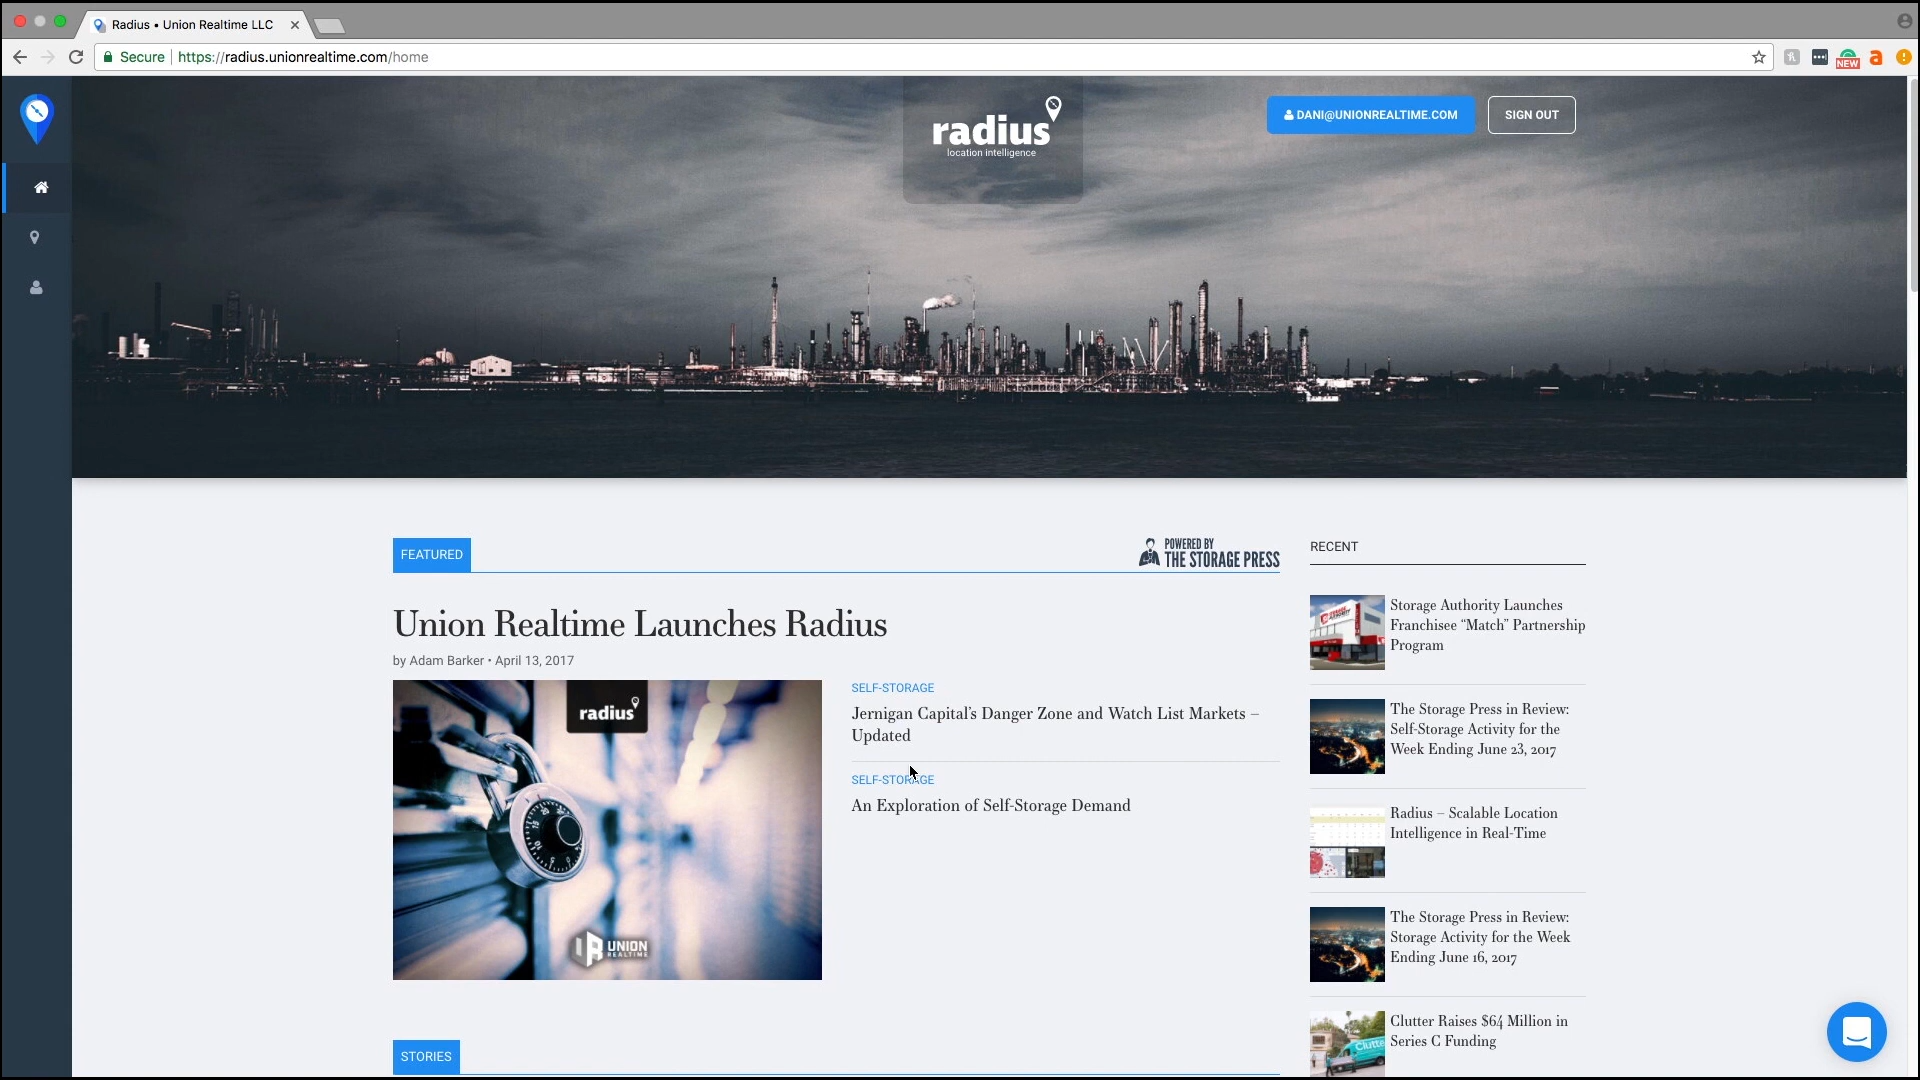 Radius • Union Realtime LLC
Secure
https://radius.unionrealtime.com/home
NEW
radius
location intelligence
DANI@UNIONREALTIME.COM
SIGN OUT
FEATURED
POWERED BY
THE STORAGE PRESS
Union Realtime Launches Radius
by Adam Barker • April 13, 2017
radius
UNION
REALTIME
SELF-STORAGE
Jernigan Capital's Danger Zone and Watch List Markets –
Updated
SELF-STORAGE
An Exploration of Self-Storage Demand
RECENT
Storage Authority Launches
Franchisee “Match” Partnership
Program
The Storage Press in Review:
Self-Storage Activity for the
Week Ending June 23, 2017
Radius – Scalable Location
Intelligence in Real-Time
The Storage Press in Review:
Storage Activity for the Week
Ending June 16, 2017
Clutter Raises $64 Million in
Series C Funding
Clutter
STORIES